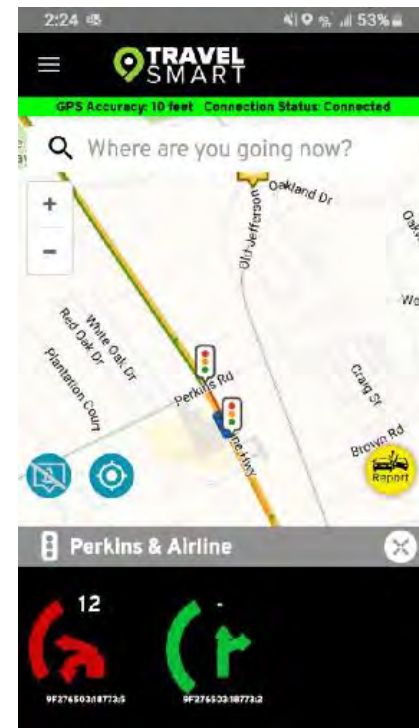 2:24
53%
TRAVEL
SMART
GPS Accuracy: 10 feet Connection Status: Connected
Where are you going now?
+
−
Oakland Dr
Old Jefferson
White Oak Dr
Red Oak Dr
Plantation Court
Perkins Rd
Craig St
Brown Rd
Hwy
Report
Perkins & Airline
12
-
9F276503:18773:5
9F276503:18773:2